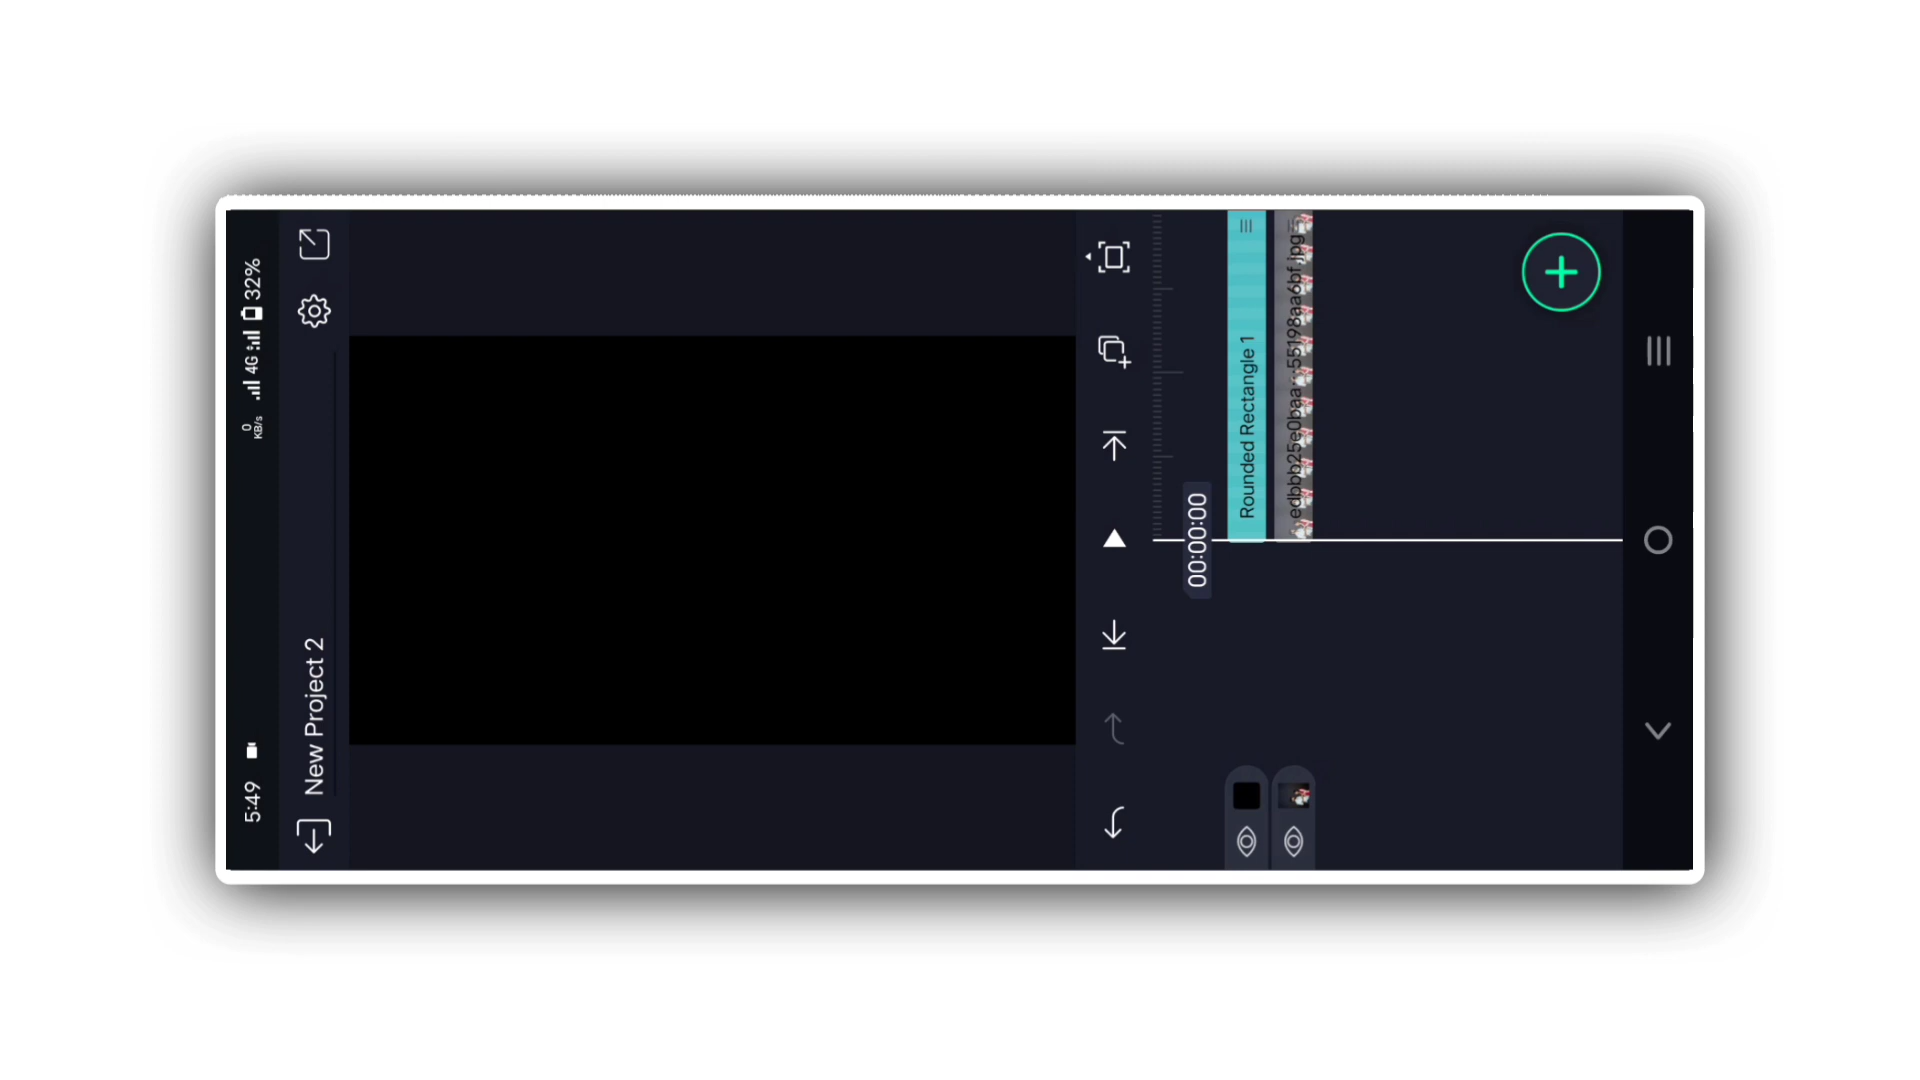 5:49
0 KB/s 4G 32%
New Project 2
00:00:00
Rounded Rectangle 1